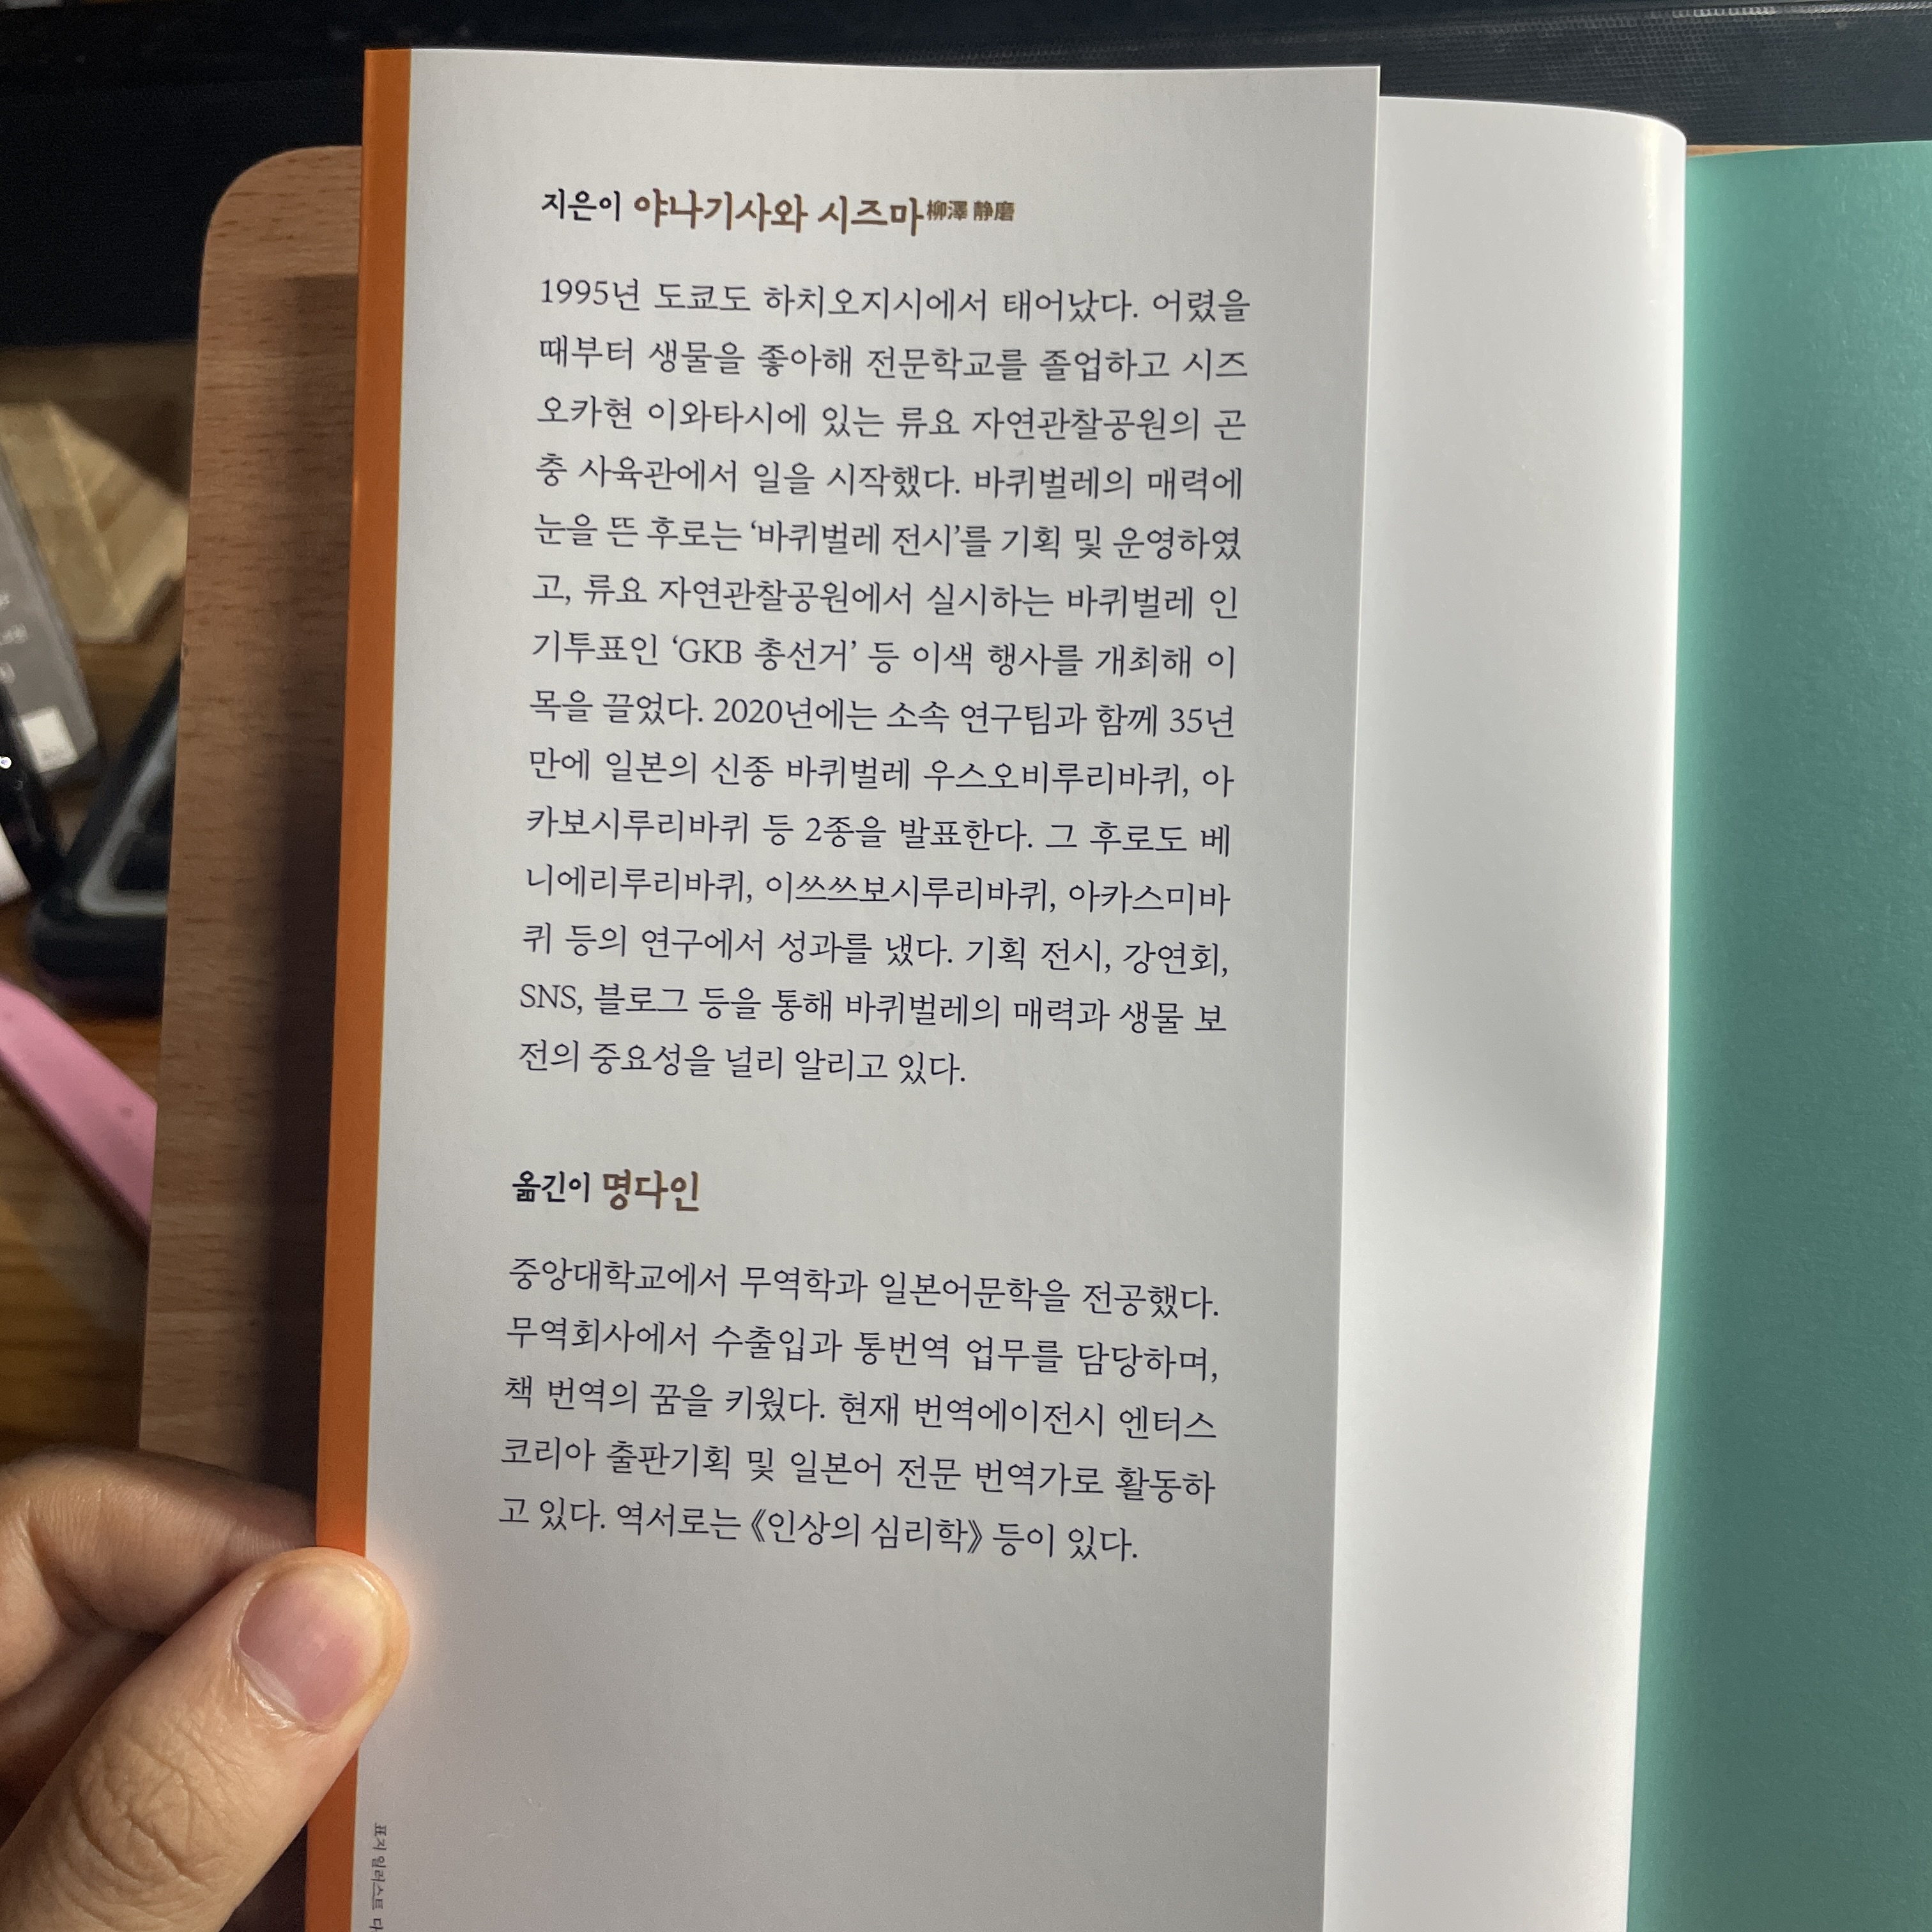 지은이 야나기사와 시즈마 柳澤 静磨
1995년 도쿄도 하치오지시에서 태어났다. 어렸을
때부터 생물을 좋아해 전문학교를 졸업하고 시즈
오카현 이와타시에 있는 류요 자연관찰공원의 곤
충 사육관에서 일을 시작했다. 바퀴벌레의 매력에
눈을 뜬 후로는 ‘바퀴벌레 전시’를 기획 및 운영하였
고, 류요 자연관찰공원에서 실시하는 바퀴벌레 인
기투표인 ‘GKB 총선거’ 등 이색 행사를 개최해 이
목을 끌었다. 2020년에는 소속 연구팀과 함께 35년
만에 일본의 신종 바퀴벌레 우스오비루리바퀴, 아
카보시루리바퀴 등 2종을 발표한다. 그 후로도 베
니에리루리바퀴, 이쓰쓰보시루리바퀴, 아카스미바
퀴 등의 연구에서 성과를 냈다. 기획 전시, 강연회,
SNS, 블로그 등을 통해 바퀴벌레의 매력과 생물 보
전의 중요성을 널리 알리고 있다.
옮긴이 명다인
중앙대학교에서 무역학과 일본어문학을 전공했다.
무역회사에서 수출입과 통번역 업무를 담당하며,
책 번역의 꿈을 키웠다. 현재 번역에이전시 엔터스
코리아 출판기획 및 일본어 전문 번역가로 활동하
고 있다. 역서로는 《인상의 심리학》 등이 있다.
표지 일러스트